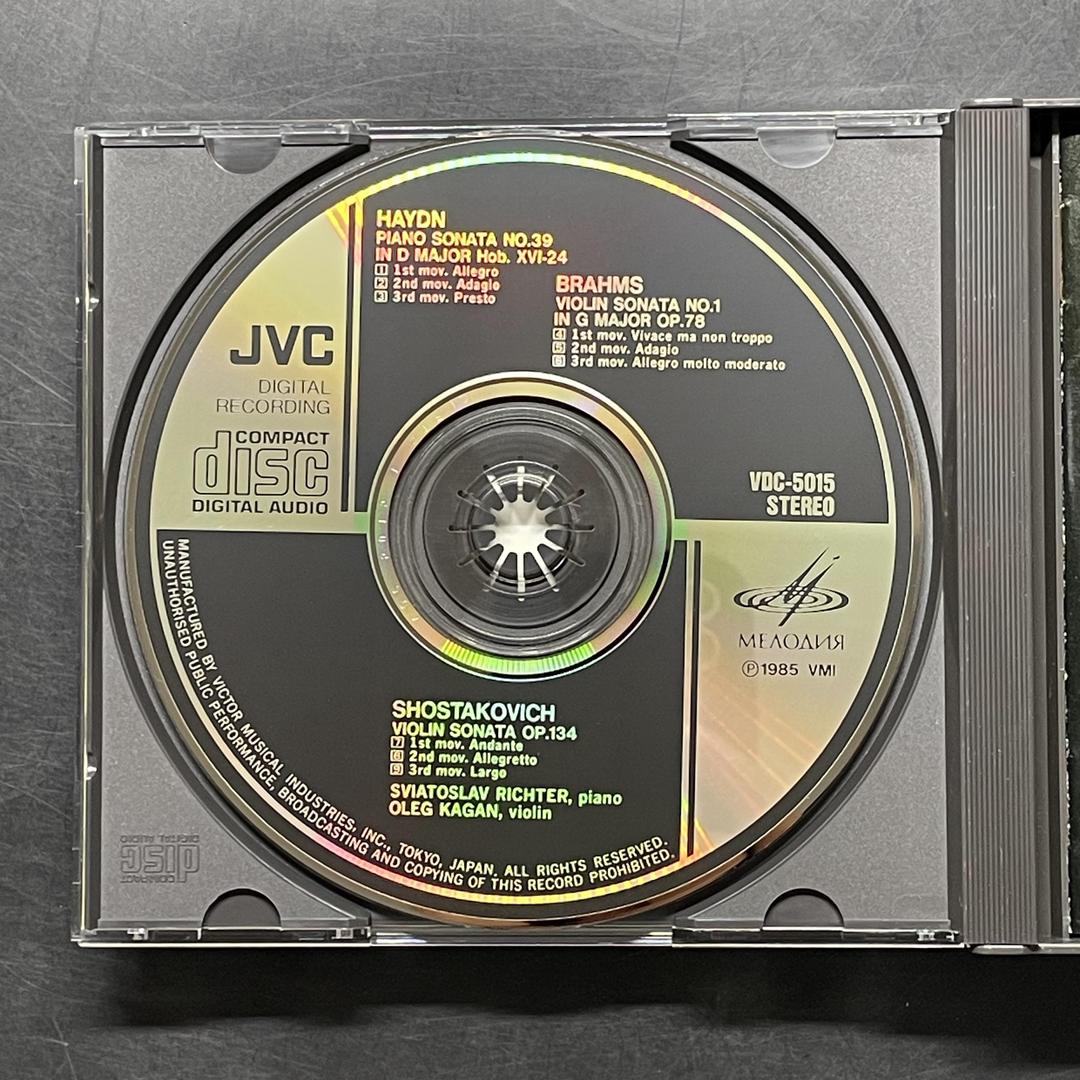 HAYDN
PIANO SONATA NO.39
IN D MAJOR Hob. XVI-24
1 1st mov. Allegro
2 2nd mov. Adagio
3 3rd mov. Presto
BRAHMS
VIOLIN SONATA NO.1
IN G MAJOR OP.78
4 1st mov. Vivace ma non troppo
5 2nd mov. Adagio
6 3rd mov. Allegro molto moderato
JVC
DIGITAL
RECORDING
COMPACT
disc
DIGITAL AUDIO
VDC-5015
STEREO
МЕЛОДИЯ
Ⓟ1985 VMI
SHOSTAKOVICH
VIOLIN SONATA OP.134
7 1st mov. Andante
8 2nd mov. Allegretto
9 3rd mov. Largo
SVIATOSLAV RICHTER, piano
OLEG KAGAN, violin
MANUFACTURED BY VICTOR MUSICAL INDUSTRIES, INC., TOKYO, JAPAN. ALL RIGHTS RESERVED.
UNAUTHORISED PUBLIC PERFORMANCE, BROADCASTING AND COPYING OF THIS RECORD PROHIBITED.
COMPACT
disc
DIGITAL AUDIO